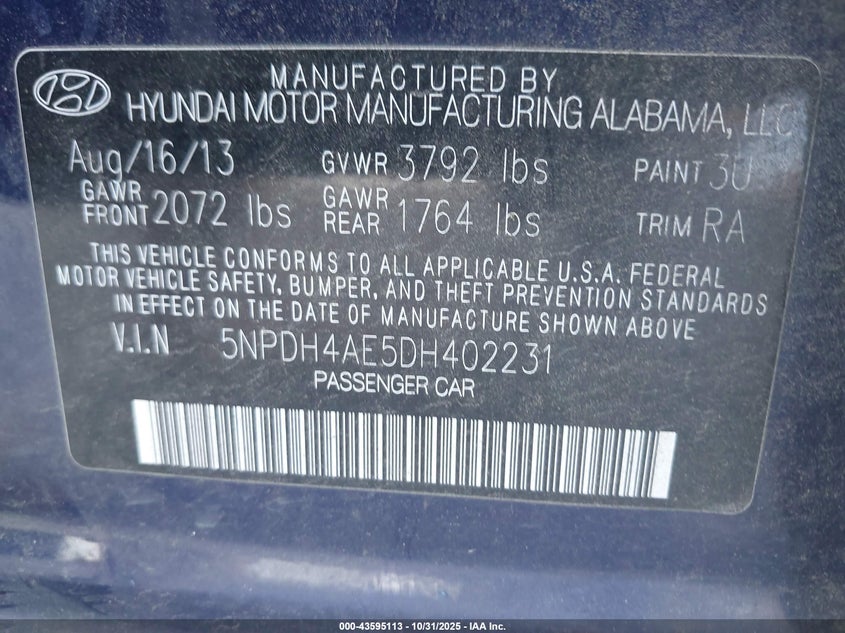 MANUFACTURED BY
HYUNDAI MOTOR MANUFACTURING ALABAMA, LLC
Aug/16/13 GVWR 3792 lbs PAINT 3U
GAWR FRONT 2072 lbs GAWR REAR 1764 lbs TRIM RA
THIS VEHICLE CONFORMS TO ALL APPLICABLE U.S.A. FEDERAL
MOTOR VEHICLE SAFETY, BUMPER, AND THEFT PREVENTION STANDARDS
IN EFFECT ON THE DATE OF MANUFACTURE SHOWN ABOVE
V.I.N 5NPDH4AE5DH402231
PASSENGER CAR
000-43595113 - 10/31/2025 - IAA Inc.